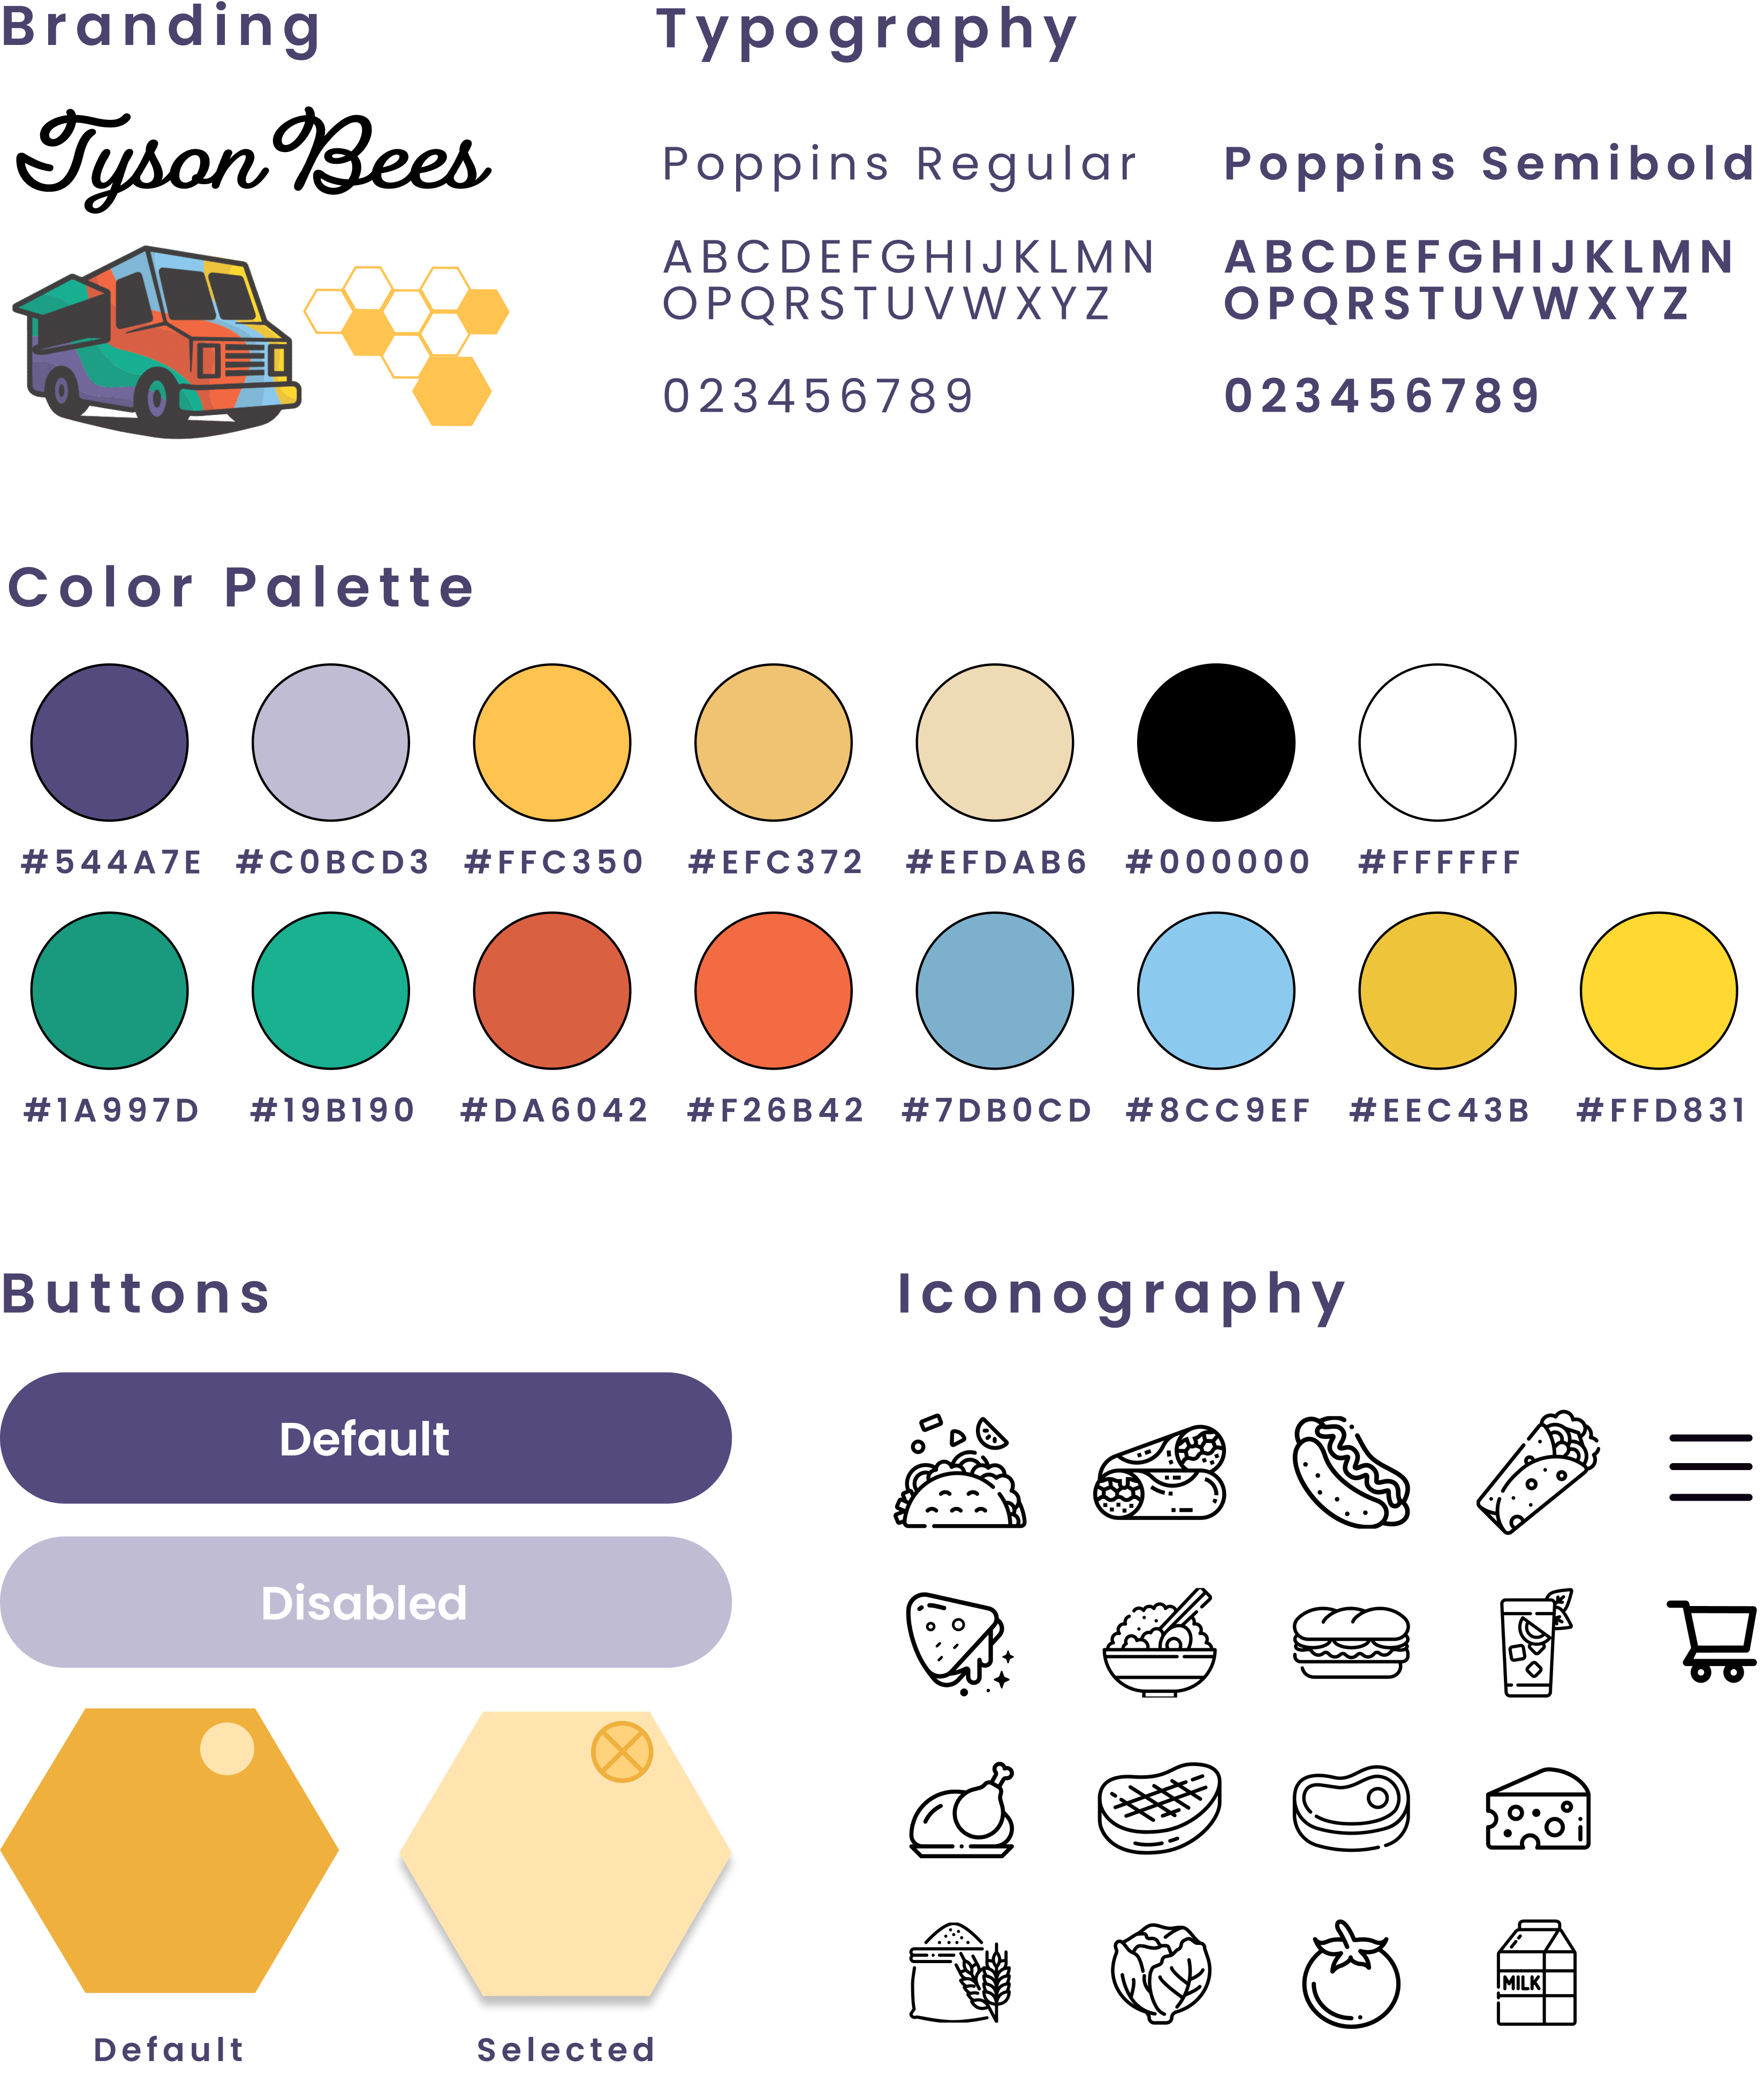 Branding
Typography
Tyson Bees
Poppins Regular
ABCDEFGHIJKLMN
OPQRSTUVWXYZ
023456789
Poppins Semibold
ABCDEFGHIJKLMN
OPQRSTUVWXYZ
023456789
Color Palette
#544A7E #C0BCD3 #FFC350 #EFC372 #EFDAB6 #000000 #FFFFFF
#1A997D #19B190 #DA6042 #F26B42 #7DB0CD #8CC9EF #EEC43B #FFD831
Buttons
Default
Disabled
Default
Selected
Iconography
MILK